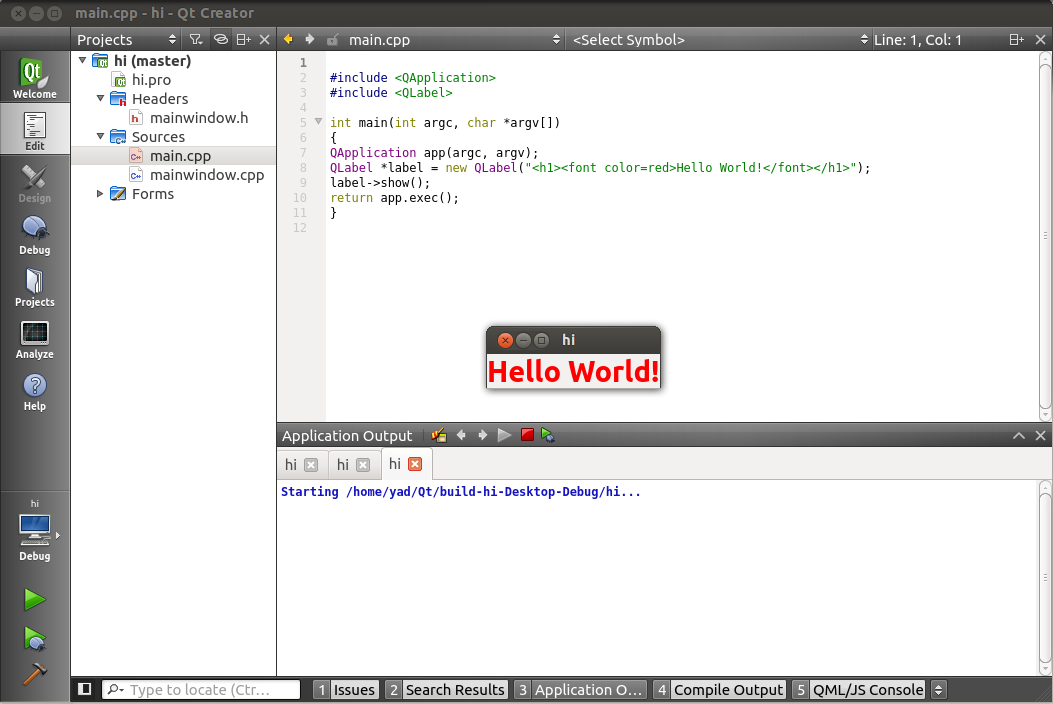 main.cpp - hi - Qt Creator
Projects
main.cpp
<Select Symbol>
Line: 1, Col: 1
Qt
Welcome
Edit
Design
Debug
Projects
Analyze
?
Help
hi
Debug
hi (master)
hi.pro
Headers
mainwindow.h
Sources
main.cpp
mainwindow.cpp
Forms
1
2 #include <QApplication>
3 #include <QLabel>
4
5 int main(int argc, char *argv[])
6 {
7 QApplication app(argc, argv);
8 QLabel *label = new QLabel("<h1><font color=red>Hello World!</font></h1>");
9 label->show();
10 return app.exec();
11 }
12
hi
Hello World!
Application Output
hi
hi
hi
Starting /home/yad/Qt/build-hi-Desktop-Debug/hi...
Type to locate (Ctr...
1 Issues
2 Search Results
3 Application O...
4 Compile Output
5 QML/JS Console